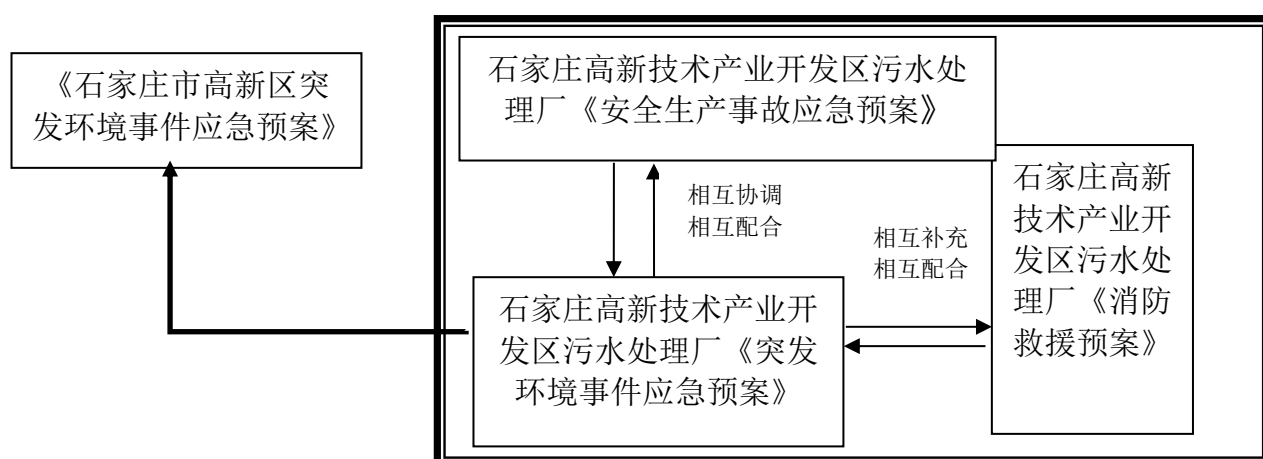 《石家庄市高新区突
发环境事件应急预案》
石家庄高新技术产业开发区污水处
理厂《安全生产事故应急预案》
相互协调
相互配合
相互补充
相互配合
石家庄高新
技术产业开
发区污水处
理厂《消防
救援预案》
石家庄高新技术产业开
发区污水处理厂《突发
环境事件应急预案》